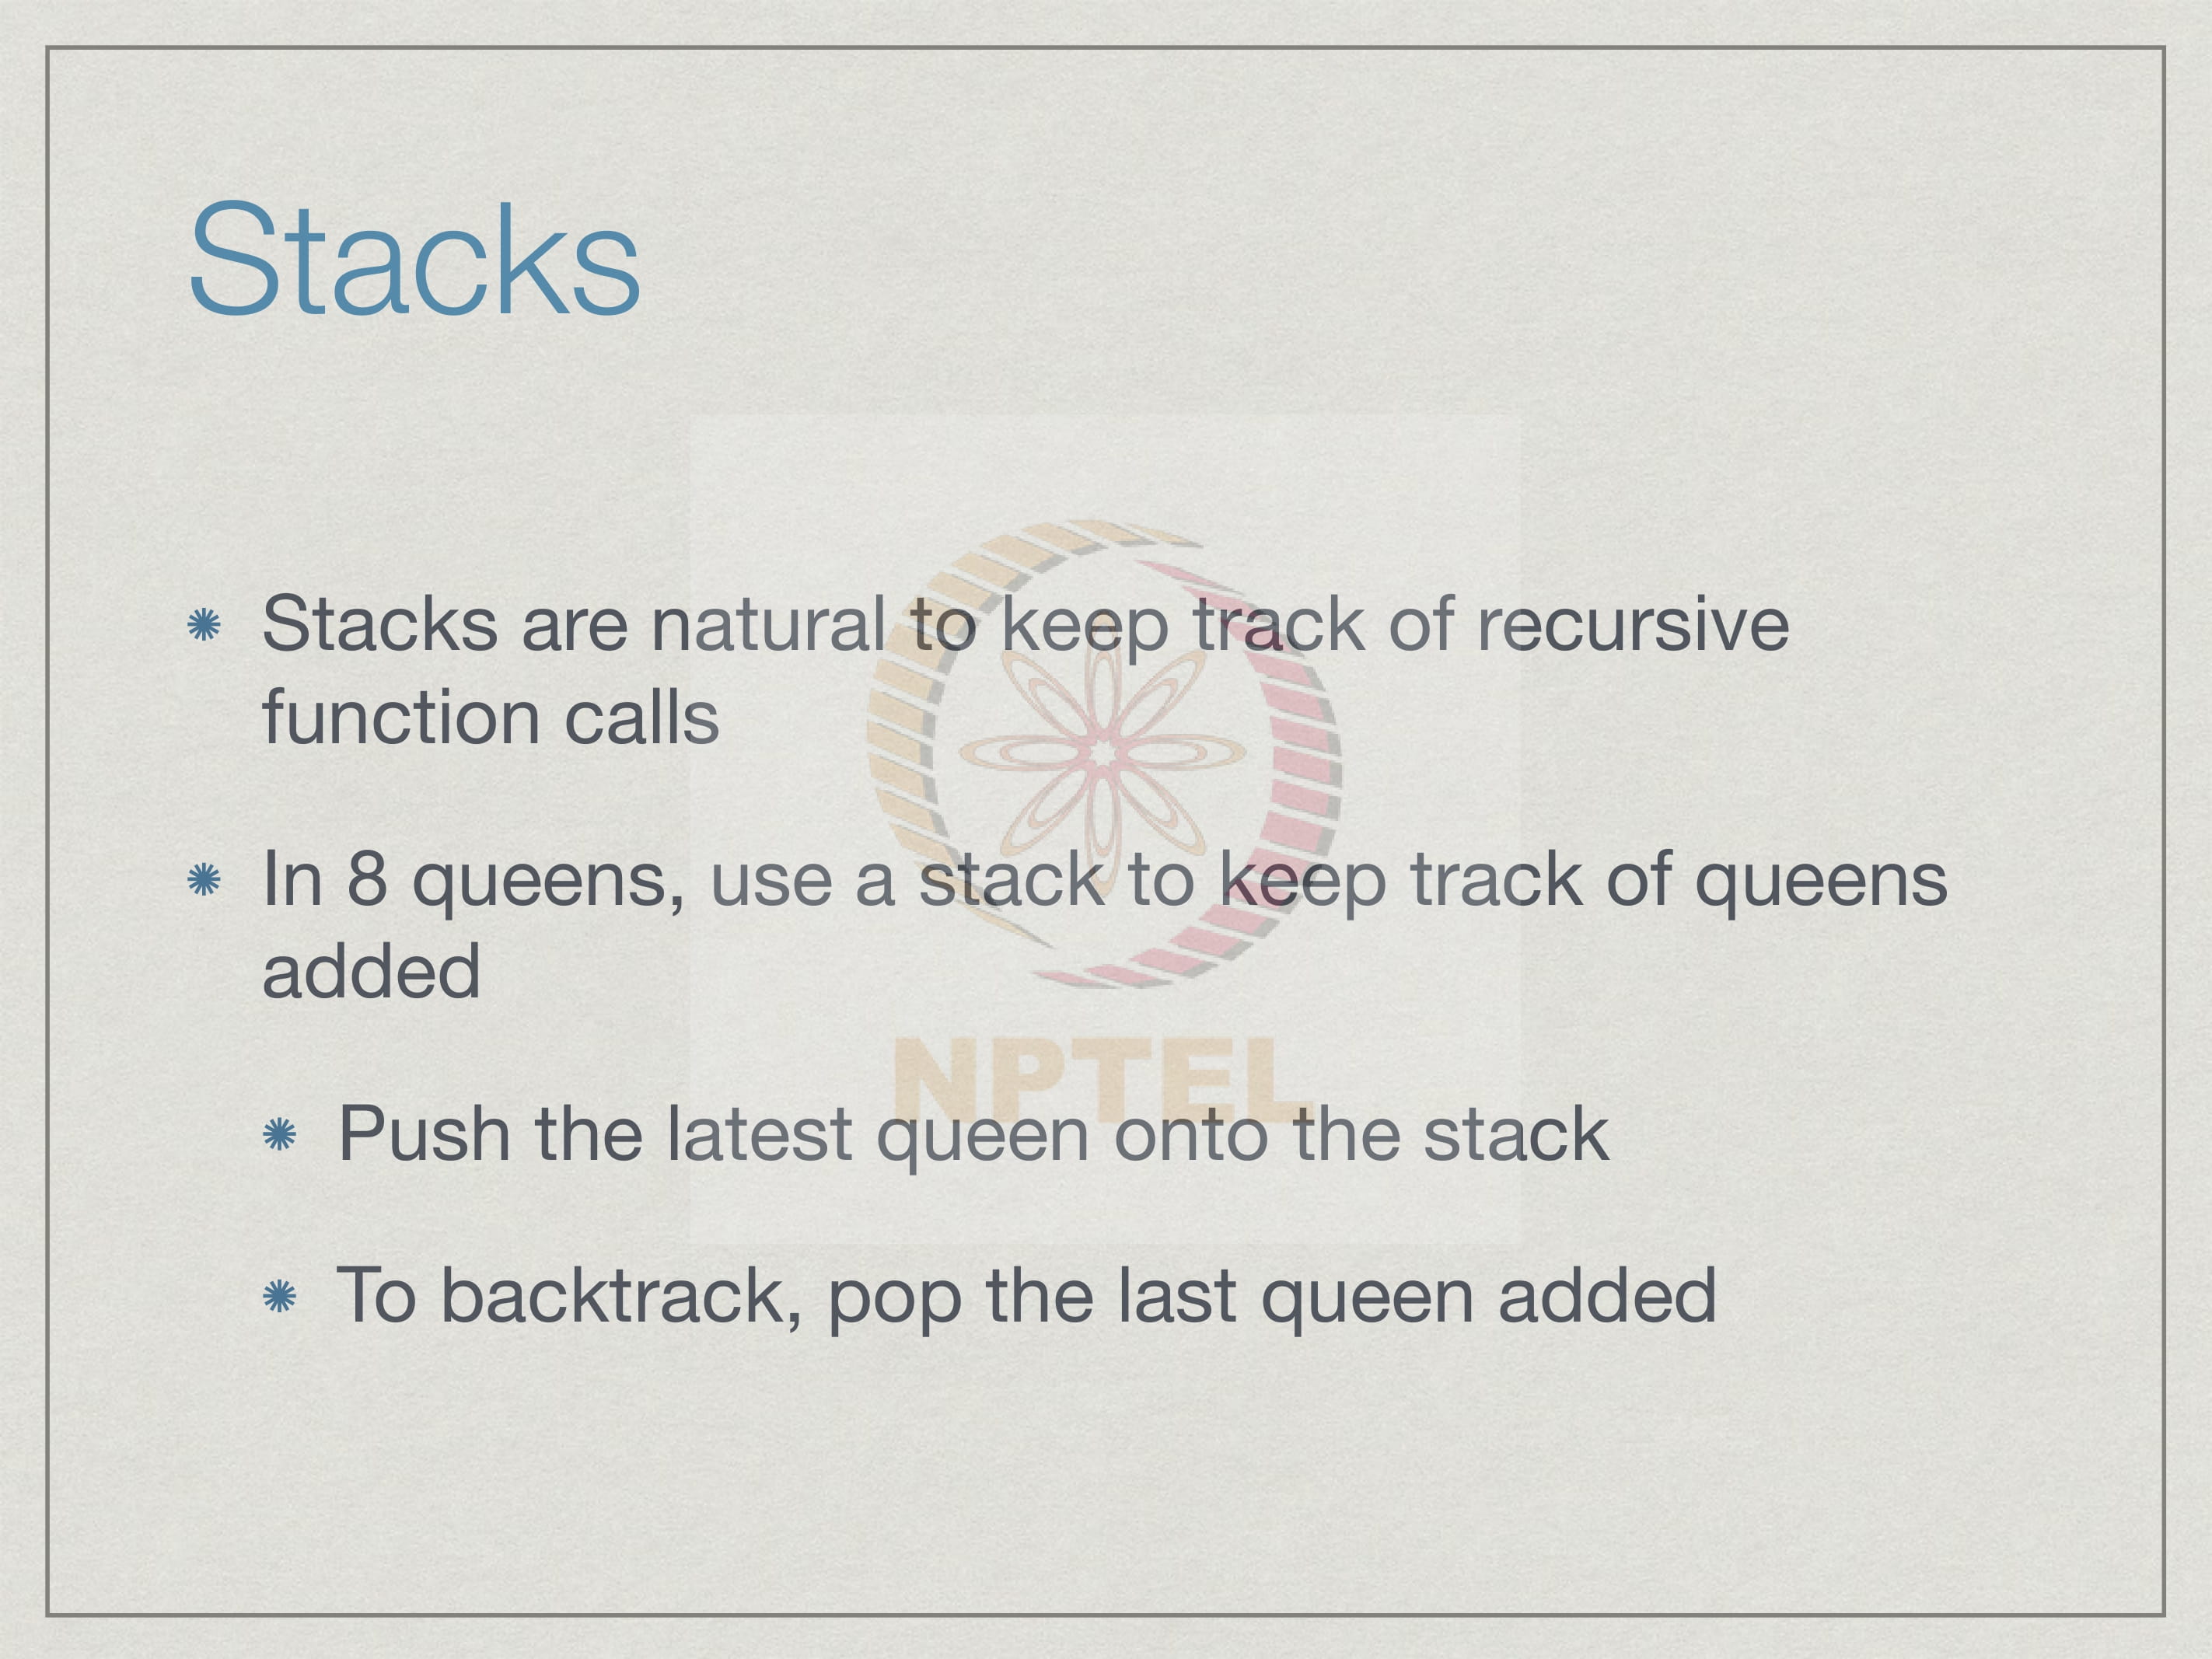 Stacks
Stacks are natural to keep track of recursive
function calls
In 8 queens, use a stack to keep track of queens
added
NPTEL
Push the latest queen onto the stack
To backtrack, pop the last queen added